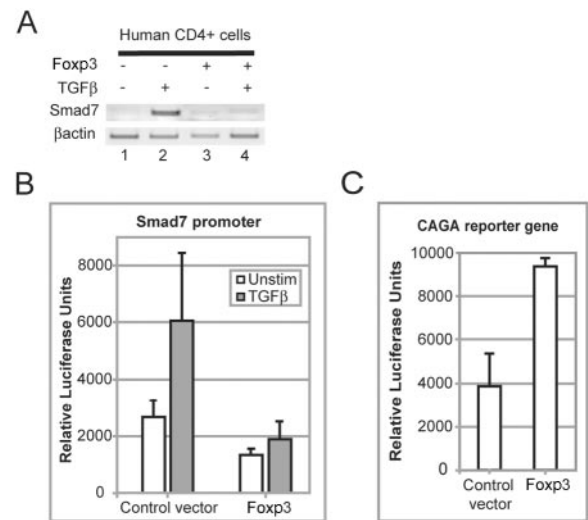 A
Human CD4+ cells
Foxp3 - - + +
TGFβ - + - +
Smad7
βactin
1 2 3 4
B
Smad7 promoter
Relative Luciferase Units
8000
6000
4000
2000
0
Unstim
TGFβ
Control vector Foxp3
C
CAGA reporter gene
Relative Luciferase Units
10000
8000
6000
4000
2000
0
Control Foxp3
vector